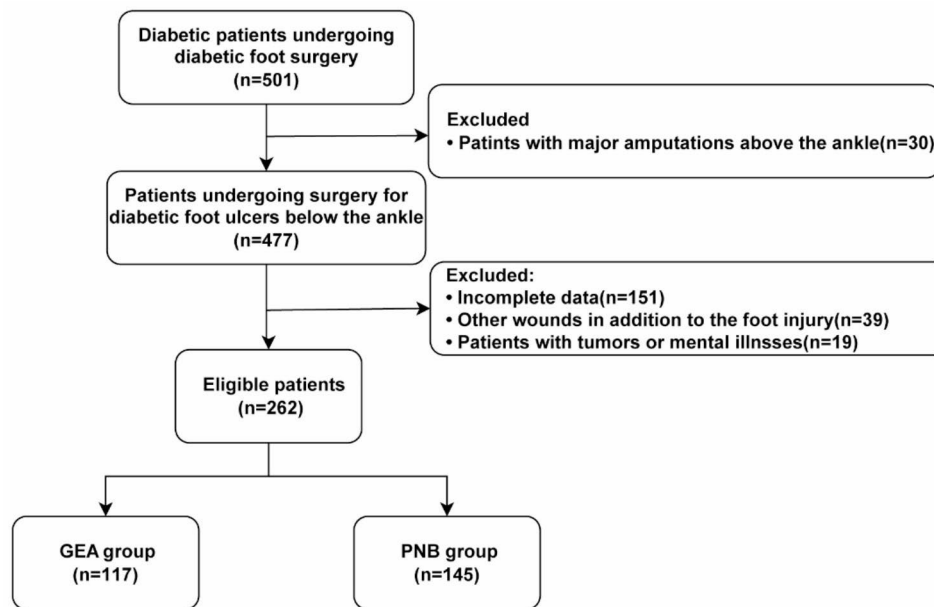 Diabetic patients undergoing
diabetic foot surgery
(n=501)
Excluded
• Patints with major amputations above the ankle(n=30)
Patients undergoing surgery for
diabetic foot ulcers below the ankle
(n=477)
Excluded:
• Incomplete data(n=151)
• Other wounds in addition to the foot injury(n=39)
• Patients with tumors or mental illnsses(n=19)
Eligible patients
(n=262)
GEA group
(n=117)
PNB group
(n=145)